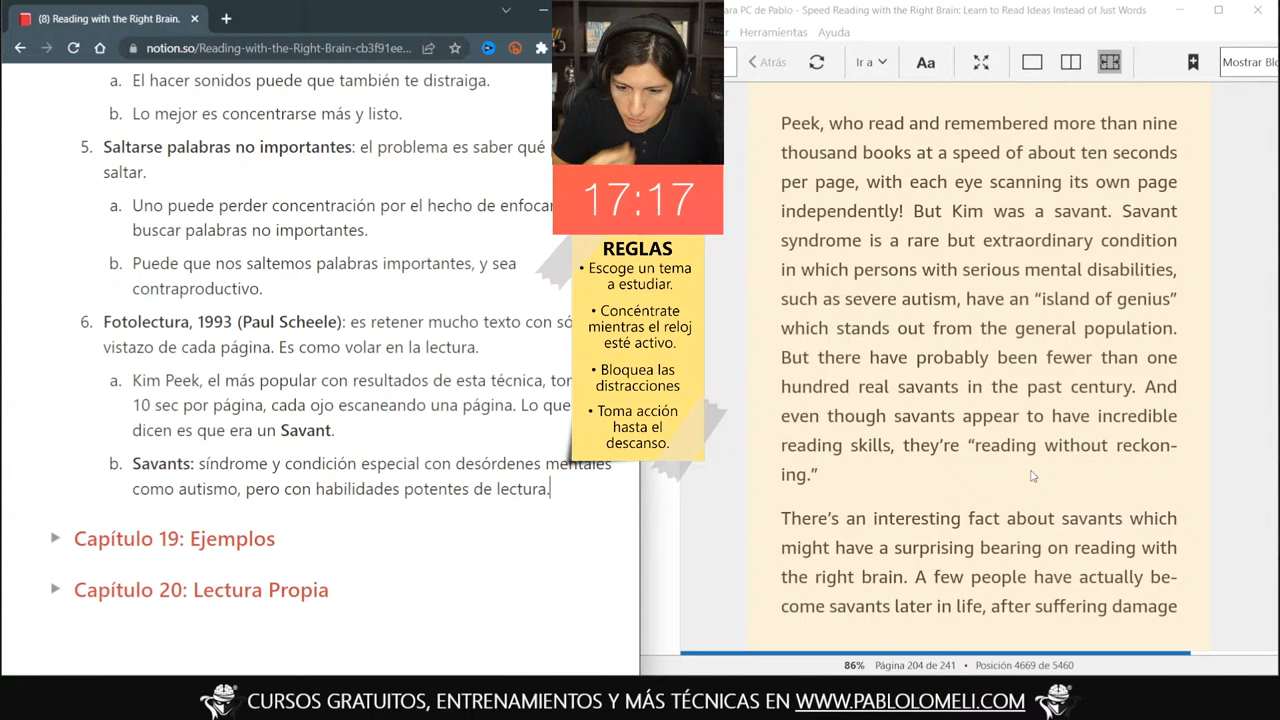 (8) Reading with the Right Brain.
notion.so/Reading-with-the-Right-Brain-cb3f91ee...
a. El hacer sonidos puede que también te distraiga.
b. Lo mejor es concentrarse más y listo.
5. Saltarse palabras no importantes: el problema es saber qué
saltar.
a. Uno puede perder concentración por el hecho de enfocar
buscar palabras no importantes.
b. Puede que nos saltemos palabras importantes, y sea
contraproductivo.
6. Fotolectura, 1993 (Paul Scheele): es retener mucho texto con
vistazo de cada página. Es como volar en la lectura.
a. Kim Peek, el más popular con resultados de esta técnica,
10 sec por página, cada ojo escaneando una página. Lo que
dicen es que era un Savant.
b. Savants: síndrome y condición especial con desórdenes mentales
como autismo, pero con habilidades potentes de lectura.
Capítulo 19: Ejemplos
Capítulo 20: Lectura Propia
17:17
REGLAS
• Escoge un tema
a estudiar.
• Concéntrate
mientras el reloj
esté activo.
• Bloquea las
distracciones
• Toma acción
hasta el
descanso.
ara PC de Pablo - Speed Reading with the Right Brain: Learn to Read Ideas Instead of Just Words
Herramientas Ayuda
Atrás Ir a Aa Mostrar Blo
Peek, who read and remembered more than nine
thousand books at a speed of about ten seconds
per page, with each eye scanning its own page
independently! But Kim was a savant. Savant
syndrome is a rare but extraordinary condition
in which persons with serious mental disabilities,
such as severe autism, have an “island of genius”
which stands out from the general population.
But there have probably been fewer than one
hundred real savants in the past century. And
even though savants appear to have incredible
reading skills, they’re “reading without reckon-
ing.”
There’s an interesting fact about savants which
might have a surprising bearing on reading with
the right brain. A few people have actually be-
come savants later in life, after suffering damage
86% Página 204 de 241 • Posición 4669 de 5460
CURSOS GRATUITOS, ENTRENAMIENTOS Y MÁS TÉCNICAS EN WWW.PABLOLOMELI.COM